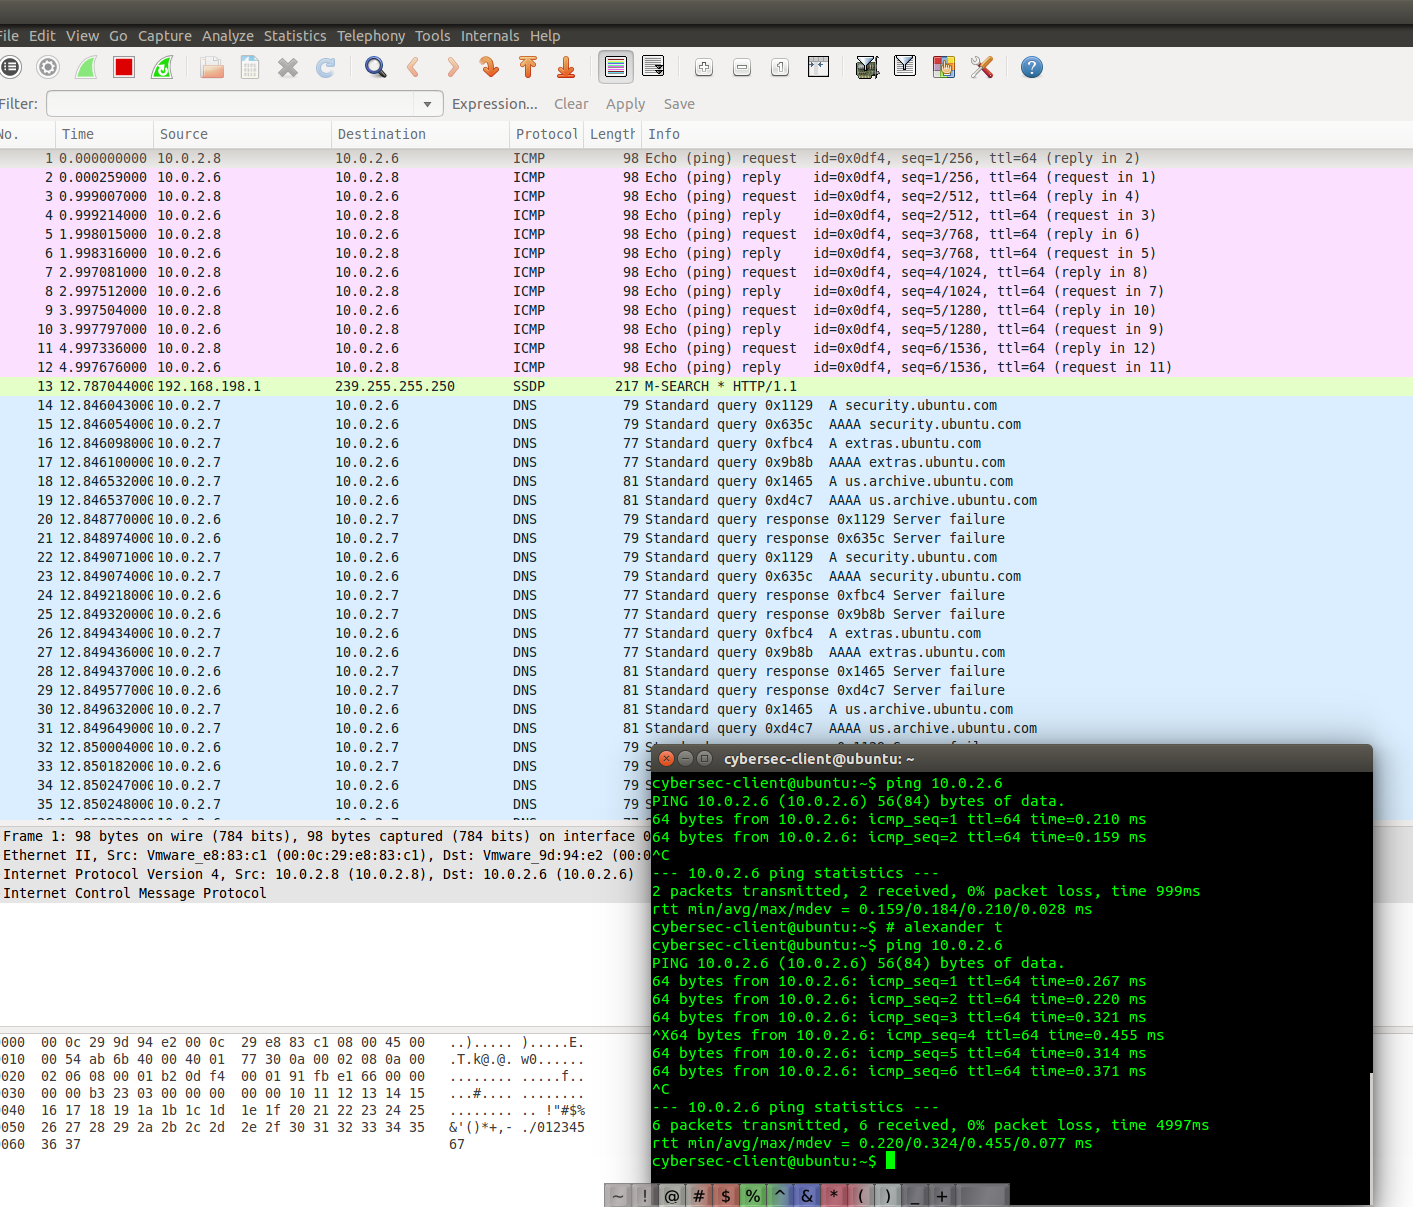 File Edit View Go Capture Analyze Statistics Telephony Tools Internals Help
Filter: Expression... Clear Apply Save
No. Time Source Destination Protocol Length Info
1 0.000000000 10.0.2.8 10.0.2.6 ICMP 98 Echo (ping) request id=0x0df4, seq=1/256, ttl=64 (reply in 2)
2 0.000259000 10.0.2.6 10.0.2.8 ICMP 98 Echo (ping) reply id=0x0df4, seq=1/256, ttl=64 (request in 1)
3 0.999007000 10.0.2.8 10.0.2.6 ICMP 98 Echo (ping) request id=0x0df4, seq=2/512, ttl=64 (reply in 4)
4 0.999214000 10.0.2.6 10.0.2.8 ICMP 98 Echo (ping) reply id=0x0df4, seq=2/512, ttl=64 (request in 3)
5 1.998015000 10.0.2.8 10.0.2.6 ICMP 98 Echo (ping) request id=0x0df4, seq=3/768, ttl=64 (reply in 6)
6 1.998316000 10.0.2.6 10.0.2.8 ICMP 98 Echo (ping) reply id=0x0df4, seq=3/768, ttl=64 (request in 5)
7 2.997081000 10.0.2.8 10.0.2.6 ICMP 98 Echo (ping) request id=0x0df4, seq=4/1024, ttl=64 (reply in 8)
8 2.997512000 10.0.2.6 10.0.2.8 ICMP 98 Echo (ping) reply id=0x0df4, seq=4/1024, ttl=64 (request in 7)
9 3.997504000 10.0.2.8 10.0.2.6 ICMP 98 Echo (ping) request id=0x0df4, seq=5/1280, ttl=64 (reply in 10)
10 3.997797000 10.0.2.6 10.0.2.8 ICMP 98 Echo (ping) reply id=0x0df4, seq=5/1280, ttl=64 (request in 9)
11 4.997336000 10.0.2.8 10.0.2.6 ICMP 98 Echo (ping) request id=0x0df4, seq=6/1536, ttl=64 (reply in 12)
12 4.997676000 10.0.2.6 10.0.2.8 ICMP 98 Echo (ping) reply id=0x0df4, seq=6/1536, ttl=64 (request in 11)
13 12.787044000 192.168.198.1 239.255.255.250 SSDP 217 M-SEARCH * HTTP/1.1
14 12.846043000 10.0.2.7 10.0.2.6 DNS 79 Standard query 0x1129 A security.ubuntu.com
15 12.846054000 10.0.2.7 10.0.2.6 DNS 79 Standard query 0x635c AAAA security.ubuntu.com
16 12.846098000 10.0.2.7 10.0.2.6 DNS 77 Standard query 0xfbc4 A extras.ubuntu.com
17 12.846100000 10.0.2.7 10.0.2.6 DNS 77 Standard query 0x9b8b AAAA extras.ubuntu.com
18 12.846532000 10.0.2.7 10.0.2.6 DNS 81 Standard query 0x1465 A us.archive.ubuntu.com
19 12.846537000 10.0.2.7 10.0.2.6 DNS 81 Standard query 0xd4c7 AAAA us.archive.ubuntu.com
20 12.848770000 10.0.2.6 10.0.2.7 DNS 79 Standard query response 0x1129 Server failure
21 12.848974000 10.0.2.6 10.0.2.7 DNS 79 Standard query response 0x635c Server failure
22 12.849071000 10.0.2.7 10.0.2.6 DNS 79 Standard query 0x1129 A security.ubuntu.com
23 12.849074000 10.0.2.7 10.0.2.6 DNS 79 Standard query 0x635c AAAA security.ubuntu.com
24 12.849218000 10.0.2.6 10.0.2.7 DNS 77 Standard query response 0xfbc4 Server failure
25 12.849320000 10.0.2.6 10.0.2.7 DNS 77 Standard query response 0x9b8b Server failure
26 12.849434000 10.0.2.7 10.0.2.6 DNS 77 Standard query 0xfbc4 A extras.ubuntu.com
27 12.849436000 10.0.2.7 10.0.2.6 DNS 77 Standard query 0x9b8b AAAA extras.ubuntu.com
28 12.849437000 10.0.2.6 10.0.2.7 DNS 81 Standard query response 0x1465 Server failure
29 12.849577000 10.0.2.6 10.0.2.7 DNS 81 Standard query response 0xd4c7 Server failure
30 12.849632000 10.0.2.7 10.0.2.6 DNS 81 Standard query 0x1465 A us.archive.ubuntu.com
31 12.849649000 10.0.2.7 10.0.2.6 DNS 81 Standard query 0xd4c7 AAAA us.archive.ubuntu.com
32 12.850004000 10.0.2.6 10.0.2.7 DNS 79
33 12.850182000 10.0.2.6 10.0.2.7 DNS 79
34 12.850247000 10.0.2.7 10.0.2.6 DNS 79
35 12.850248000 10.0.2.7 10.0.2.6 DNS 79
Frame 1: 98 bytes on wire (784 bits), 98 bytes captured (784 bits) on interface 0
Ethernet II, Src: Vmware_e8:83:c1 (00:0c:29:e8:83:c1), Dst: Vmware_9d:94:e2 (00:0
Internet Protocol Version 4, Src: 10.0.2.8 (10.0.2.8), Dst: 10.0.2.6 (10.0.2.6)
Internet Control Message Protocol
0000 00 0c 29 9d 94 e2 00 0c 29 e8 83 c1 08 00 45 00 ..)..... ).....E.
0010 00 54 ab 6b 40 00 40 01 77 30 0a 00 02 08 0a 00 .T.k@.@. w0......
0020 02 06 08 00 01 b2 0d f4 00 01 91 fb e1 66 00 00 ........ .....f..
0030 00 00 b3 23 03 00 00 00 00 00 10 11 12 13 14 15 ...#.... ........
0040 16 17 18 19 1a 1b 1c 1d 1e 1f 20 21 22 23 24 25 ........ .. !"#$%
0050 26 27 28 29 2a 2b 2c 2d 2e 2f 30 31 32 33 34 35 &'()*+,- ./012345
0060 36 37 67
cybersec-client@ubuntu: ~
cybersec-client@ubuntu:~$ ping 10.0.2.6
PING 10.0.2.6 (10.0.2.6) 56(84) bytes of data.
64 bytes from 10.0.2.6: icmp_seq=1 ttl=64 time=0.210 ms
64 bytes from 10.0.2.6: icmp_seq=2 ttl=64 time=0.159 ms
^C
--- 10.0.2.6 ping statistics ---
2 packets transmitted, 2 received, 0% packet loss, time 999ms
rtt min/avg/max/mdev = 0.159/0.184/0.210/0.028 ms
cybersec-client@ubuntu:~$ # alexander t
cybersec-client@ubuntu:~$ ping 10.0.2.6
PING 10.0.2.6 (10.0.2.6) 56(84) bytes of data.
64 bytes from 10.0.2.6: icmp_seq=1 ttl=64 time=0.267 ms
64 bytes from 10.0.2.6: icmp_seq=2 ttl=64 time=0.220 ms
64 bytes from 10.0.2.6: icmp_seq=3 ttl=64 time=0.321 ms
^X64 bytes from 10.0.2.6: icmp_seq=4 ttl=64 time=0.455 ms
64 bytes from 10.0.2.6: icmp_seq=5 ttl=64 time=0.314 ms
64 bytes from 10.0.2.6: icmp_seq=6 ttl=64 time=0.371 ms
^C
--- 10.0.2.6 ping statistics ---
6 packets transmitted, 6 received, 0% packet loss, time 4997ms
rtt min/avg/max/mdev = 0.220/0.324/0.455/0.077 ms
cybersec-client@ubuntu:~$
~ ! @ # $ % ^ & * ( ) _ +